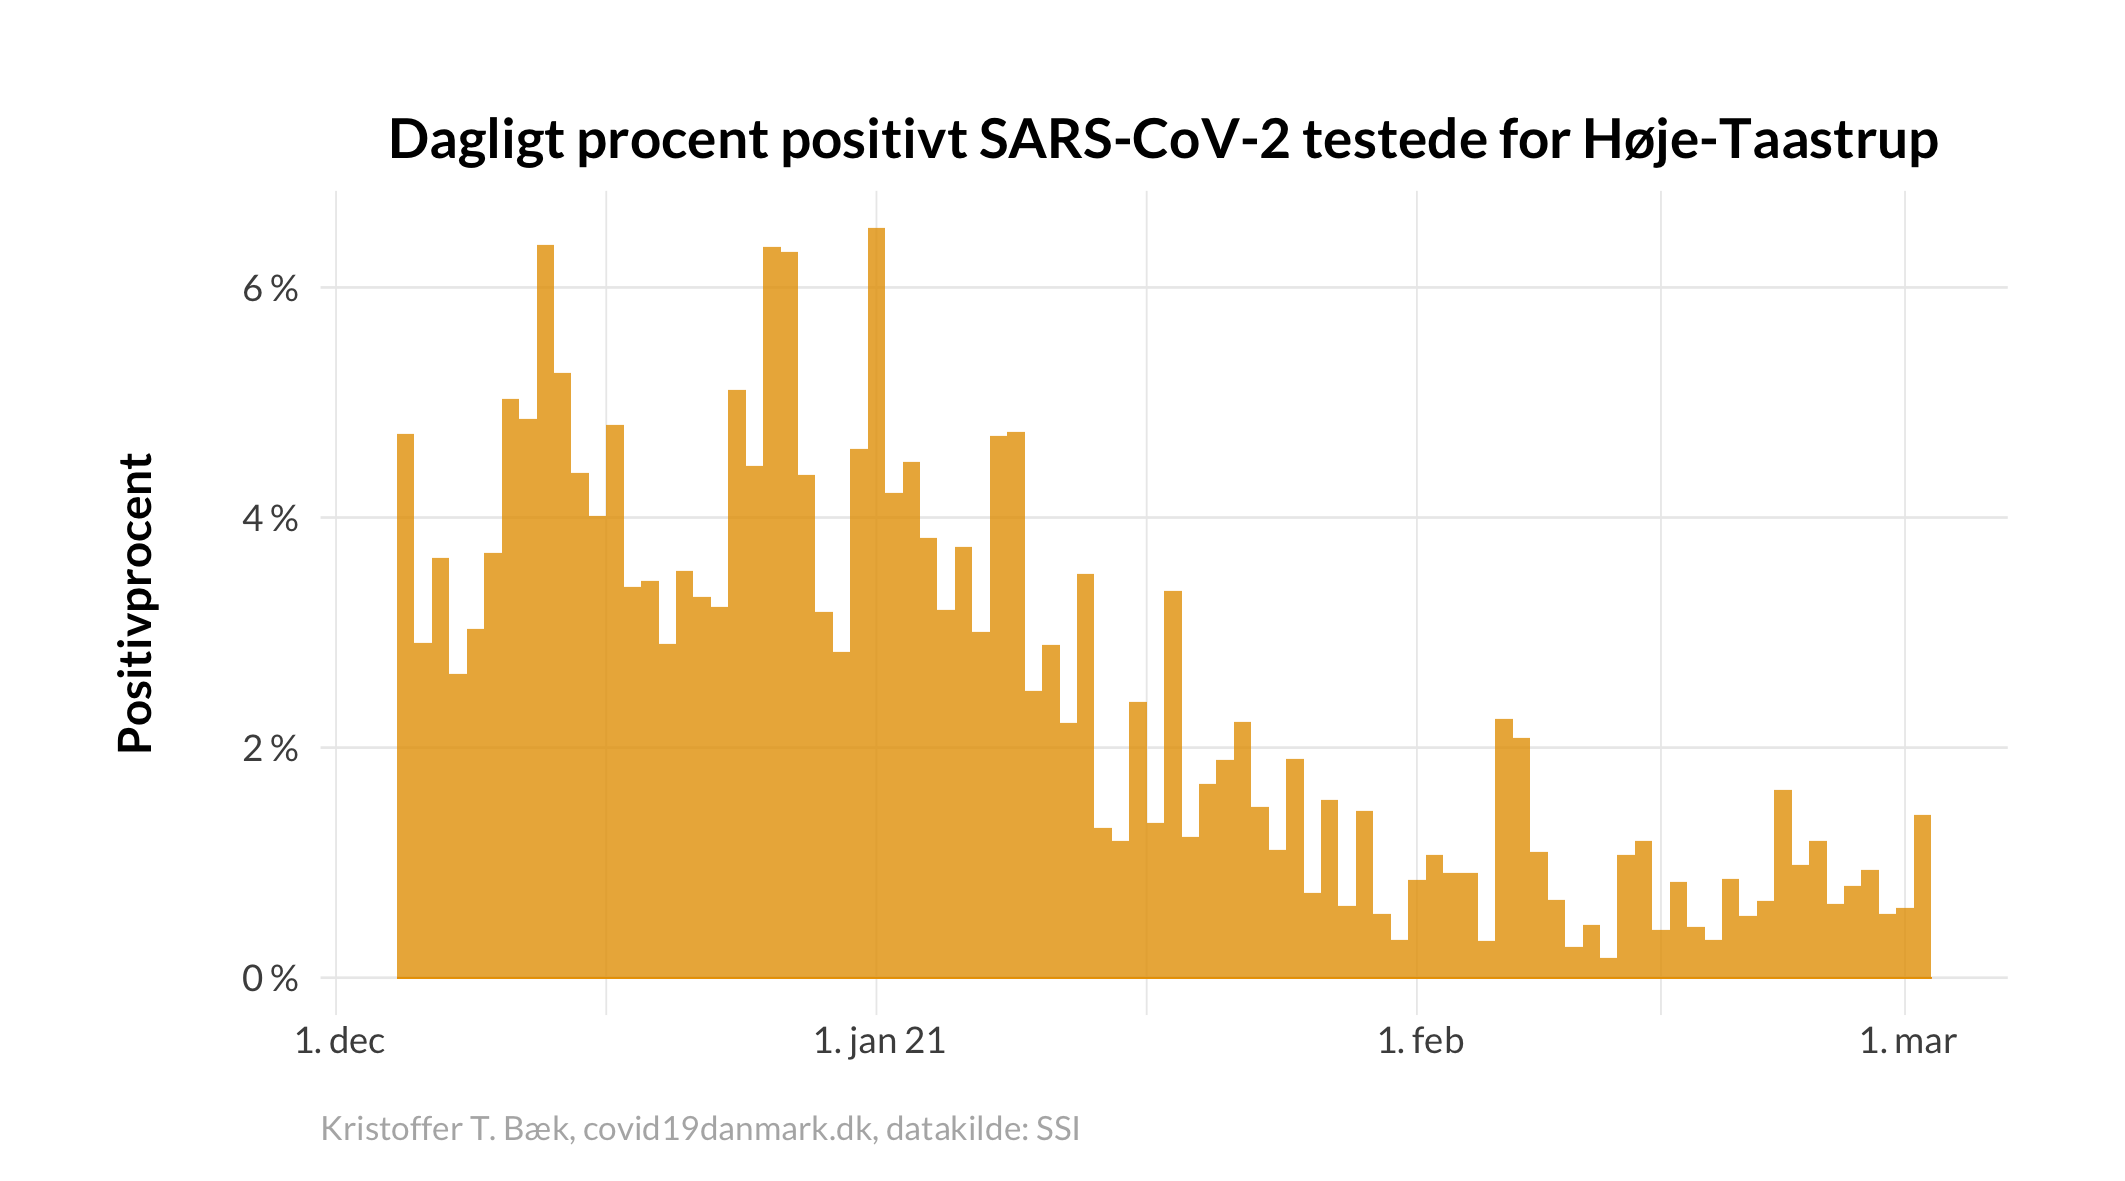 Dagligt procent positivt SARS-CoV-2 testede for Høje-Taastrup
Positivprocent
6 %
4 %
2 %
0 %
1. dec
1. jan 21
1. feb
1. mar
Kristoffer T. Bæk, covid19danmark.dk, datakilde: SSI